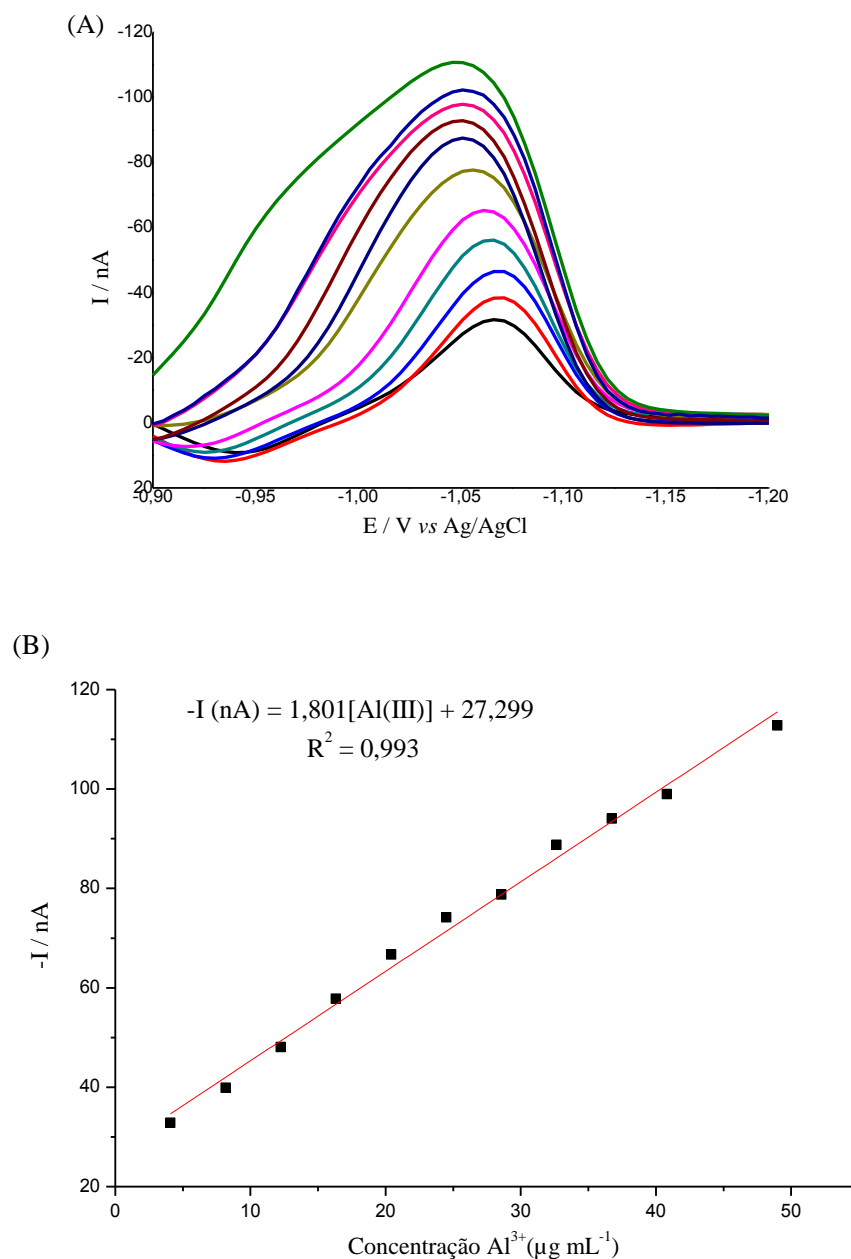 (A)
-120
-100
-80
-60
-40
-20
0
20
I / nA
-0,90 -0,95 -1,00 -1,05 -1,10 -1,15 -1,20
E / V vs Ag/AgCl
(B)
120
100
80
60
40
20
-I / nA
-I (nA) = 1,801[Al(III)] + 27,299
R² = 0,993
0 10 20 30 40 50
Concentração Al³⁺(µg mL⁻¹)